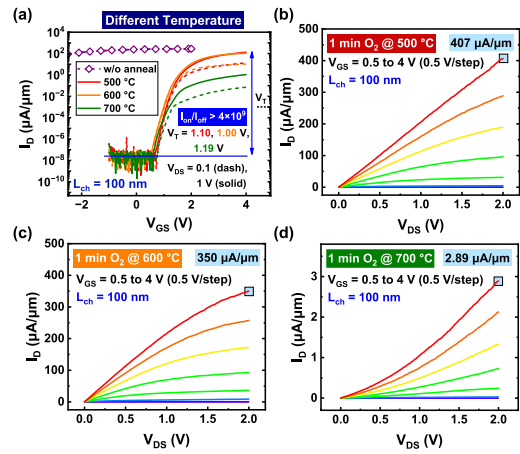 (a)
Different Temperature
10⁴
10²
10⁰
10⁻²
10⁻⁴
10⁻⁶
10⁻⁸
10⁻¹⁰
I_D (µA/µm)
w/o anneal
500 °C
600 °C
700 °C
V_T
I_on/I_off > 4×10⁹
V_T = 1.10, 1.00 V,
1.19 V
V_DS = 0.1 (dash),
1 V (solid)
L_ch = 100 nm
-2 0 2 4
V_GS (V)
(b)
1 min O₂ @ 500 °C
407 µA/µm
V_GS = 0.5 to 4 V (0.5 V/step)
L_ch = 100 nm
500
400
300
200
100
0
I_D (µA/µm)
0.0 0.5 1.0 1.5 2.0
V_DS (V)
(c)
1 min O₂ @ 600 °C
350 µA/µm
V_GS = 0.5 to 4 V (0.5 V/step)
L_ch = 100 nm
500
400
300
200
100
0
I_D (µA/µm)
0.0 0.5 1.0 1.5 2.0
V_DS (V)
(d)
1 min O₂ @ 700 °C
2.89 µA/µm
V_GS = 0.5 to 4 V (0.5 V/step)
L_ch = 100 nm
3
2
1
0
I_D (µA/µm)
0.0 0.5 1.0 1.5 2.0
V_DS (V)